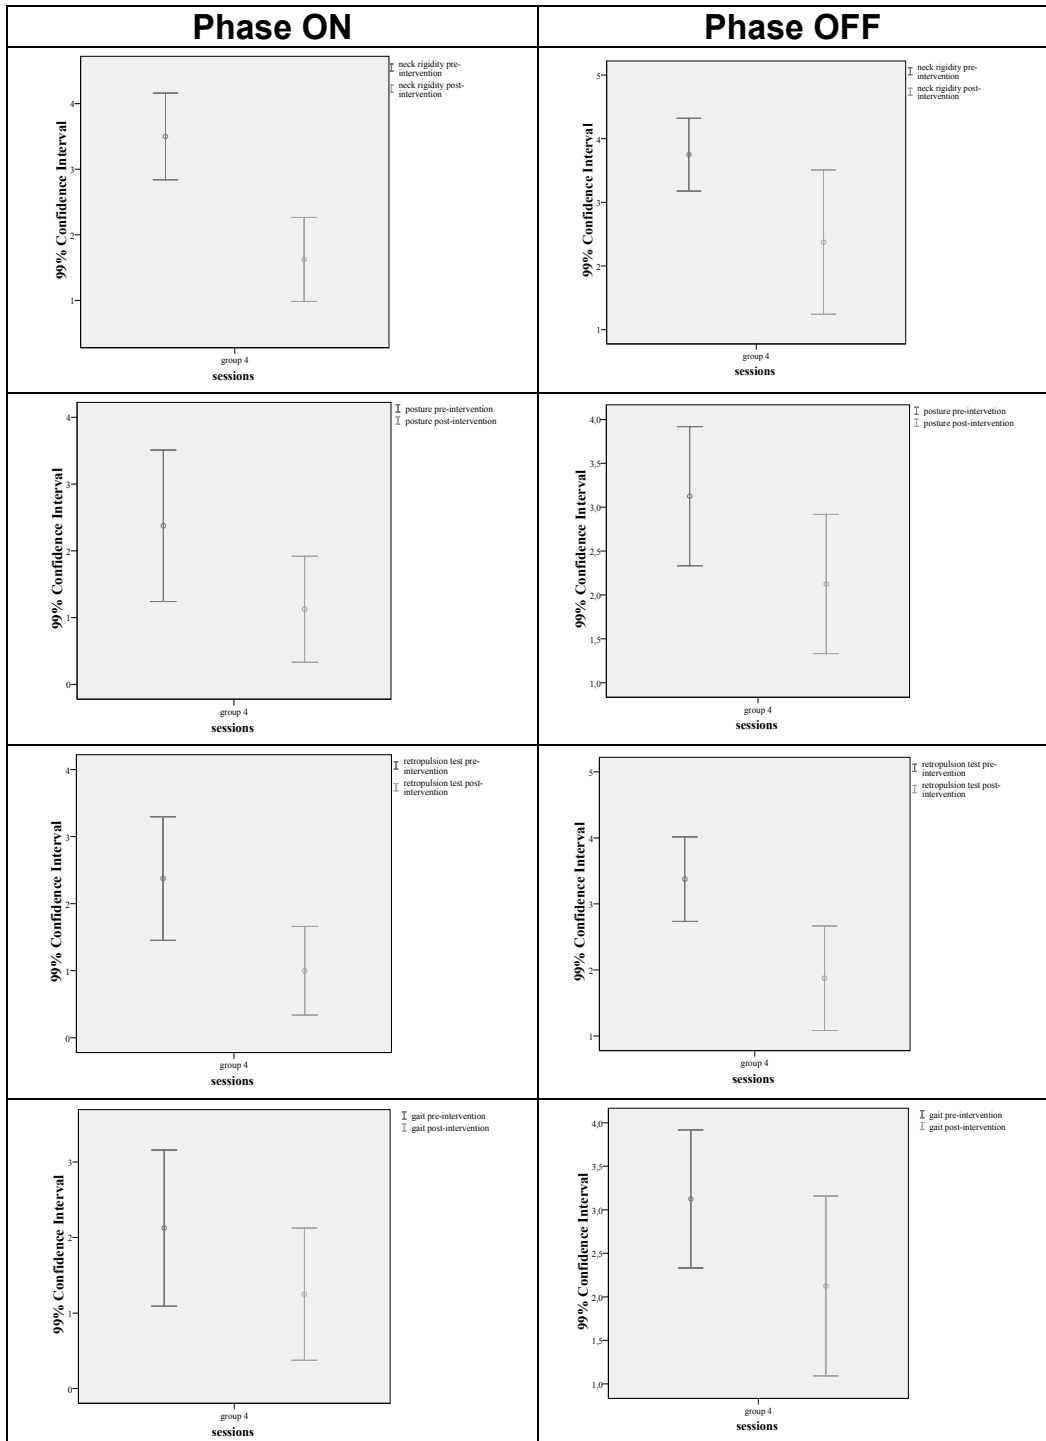 Phase ON
Phase OFF
99% Confidence Interval
4
3
2
1
group 4
sessions
neck rigidity pre-
intervention
neck rigidity post-
intervention
99% Confidence Interval
5
4
3
2
1
group 4
sessions
neck rigidity pre-
intervention
neck rigidity post-
intervention
99% Confidence Interval
4
3
2
1
0
group 4
sessions
posture pre-intervention
posture post-intervention
99% Confidence Interval
4,0
3,5
3,0
2,5
2,0
1,5
1,0
group 4
sessions
posture pre-intervetion
posture post-intervention
99% Confidence Interval
4
3
2
1
0
group 4
sessions
retropulsion test pre-
intervention
retropulsion test post-
intervention
99% Confidence Interval
5
4
3
2
1
group 4
sessions
retropulsion test pre-
intervention
retropulsion test post-
intervention
99% Confidence Interval
3
2
1
0
group 4
sessions
gait pre-intervention
gait post-intervention
99% Confidence Interval
4,0
3,5
3,0
2,5
2,0
1,5
1,0
group 4
sessions
gait pre-intervention
gait post-intervention